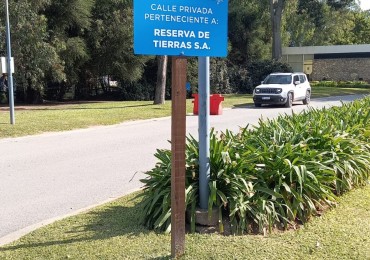 CALLE PRIVADA
PERTENECIENTE A:
RESERVA DE
TIERRAS S.A.